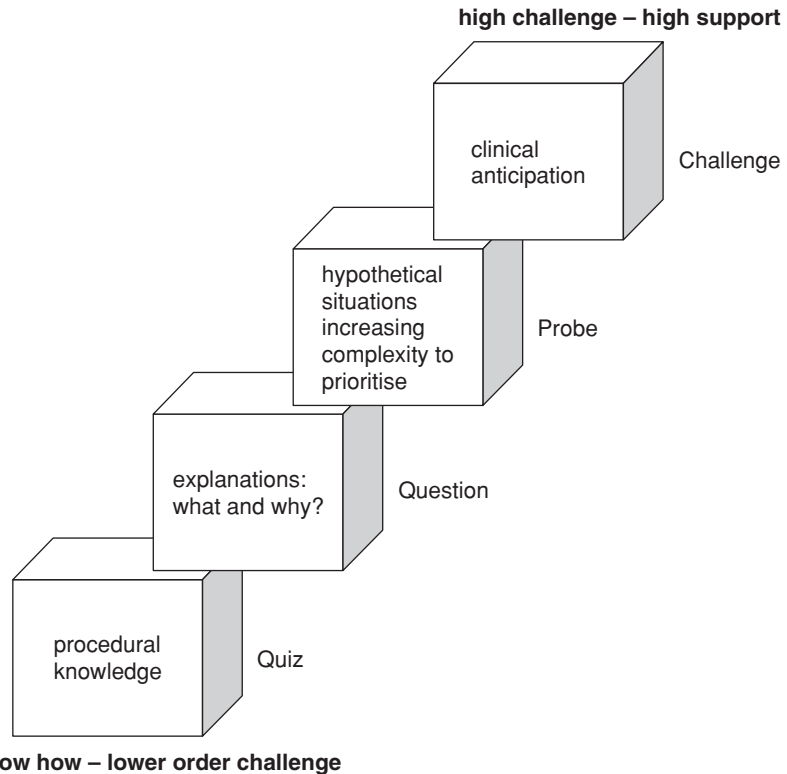 high challenge – high support
clinical
anticipation
Challenge
hypothetical
situations
increasing
complexity to
prioritise
Probe
explanations:
what and why?
Question
procedural
knowledge
Quiz
ow how – lower order challenge